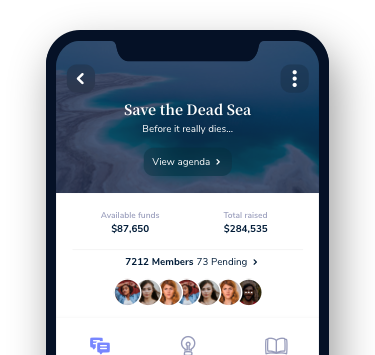 Save the Dead Sea
Before it really dies...
View agenda
Available funds Total raised
$87,650 $284,535
7212 Members 73 Pending